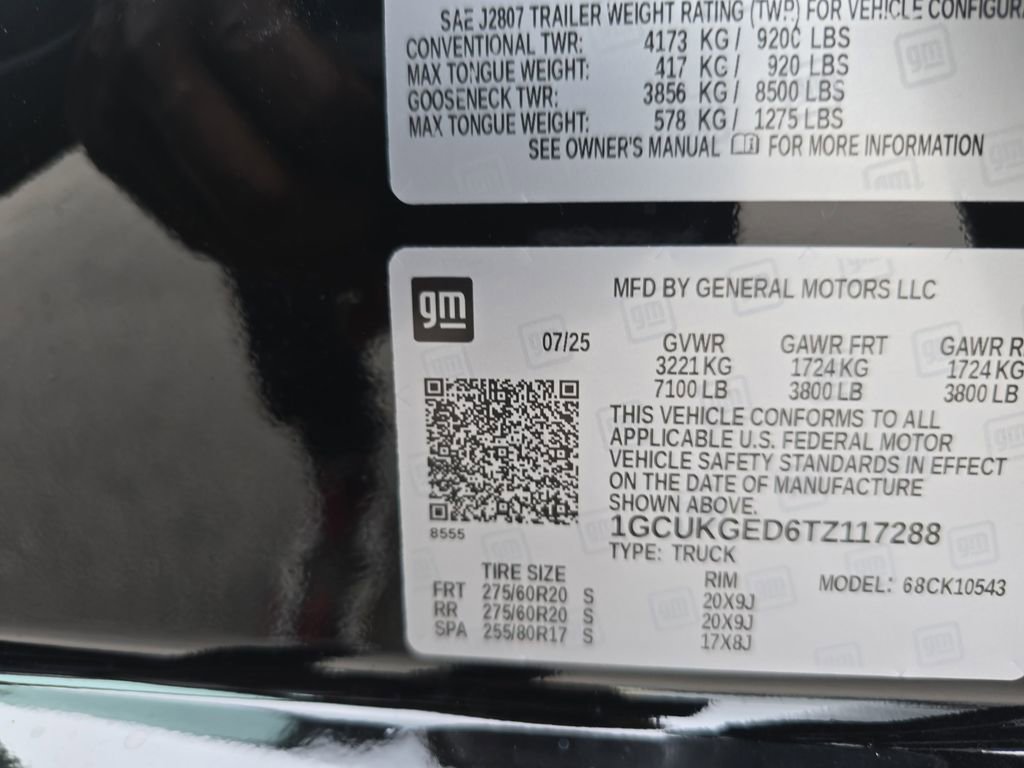 SAE J2807 TRAILER WEIGHT RATING (TWR) FOR VEHICLE
CONVENTIONAL TWR: 4173 KG / 9200 LBS
MAX TONGUE WEIGHT: 417 KG / 920 LBS
GOOSENECK TWR: 3856 KG / 8500 LBS
MAX TONGUE WEIGHT: 578 KG / 1275 LBS
SEE OWNER'S MANUAL FOR MORE INFORMATION
gm
MFD BY GENERAL MOTORS LLC
07/25 GVWR GAWR FRT GAWR
3221 KG 1724 KG 1724 KG
7100 LB 3800 LB 3800 LB
THIS VEHICLE CONFORMS TO ALL
APPLICABLE U.S. FEDERAL MOTOR
VEHICLE SAFETY STANDARDS IN EFFECT
ON THE DATE OF MANUFACTURE
SHOWN ABOVE.
1GCUKGED6TZ117288
8555
TYPE: TRUCK
TIRE SIZE RIM MODEL: 68CK10543
FRT 275/60R20 S 20X9J
RR 275/60R20 S 20X9J
SPA 255/80R17 S 17X8J